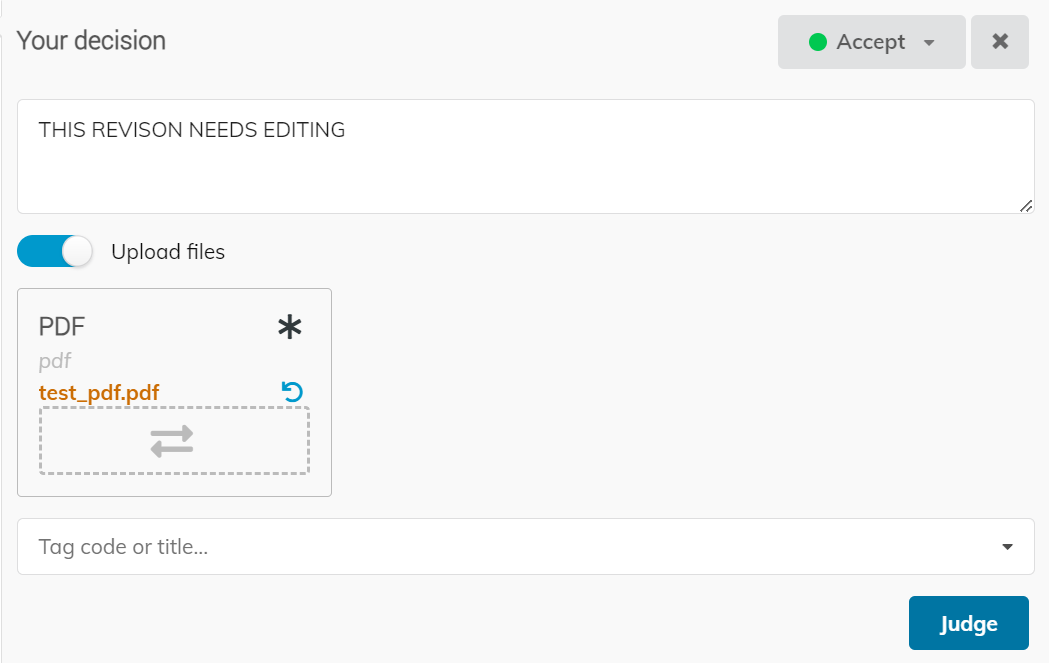 Your decision
Accept
THIS REVISON NEEDS EDITING
Upload files
PDF
pdf
test_pdf.pdf
Tag code or title...
Judge